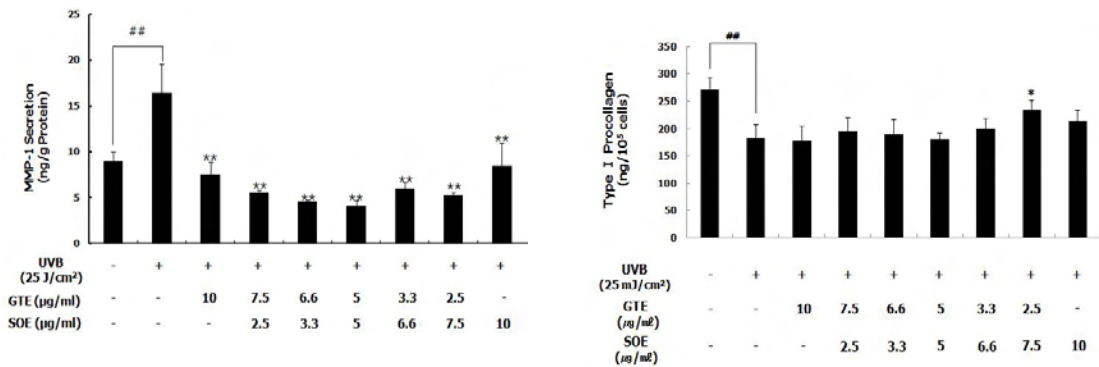 25
20
15
10
5
0
MMP-1 Secretion
(ng/g Protein)
##
** ** ** ** ** ** **
UVB - + + + + + + + +
(25 J/cm²)
GTE (μg/ml) - - 10 7.5 6.6 5 3.3 2.5 -
SOE (μg/ml) - - - 2.5 3.3 5 6.6 7.5 10
350
300
250
200
150
100
50
0
Type I Procollagen
(ng/10⁵ cells)
##
*
UVB - + + + + + + + +
(25 mJ/cm²)
GTE - - 10 7.5 6.6 5 3.3 2.5 -
(μg/mℓ)
SOE - - - 2.5 3.3 5 6.6 7.5 10
(μg/mℓ)